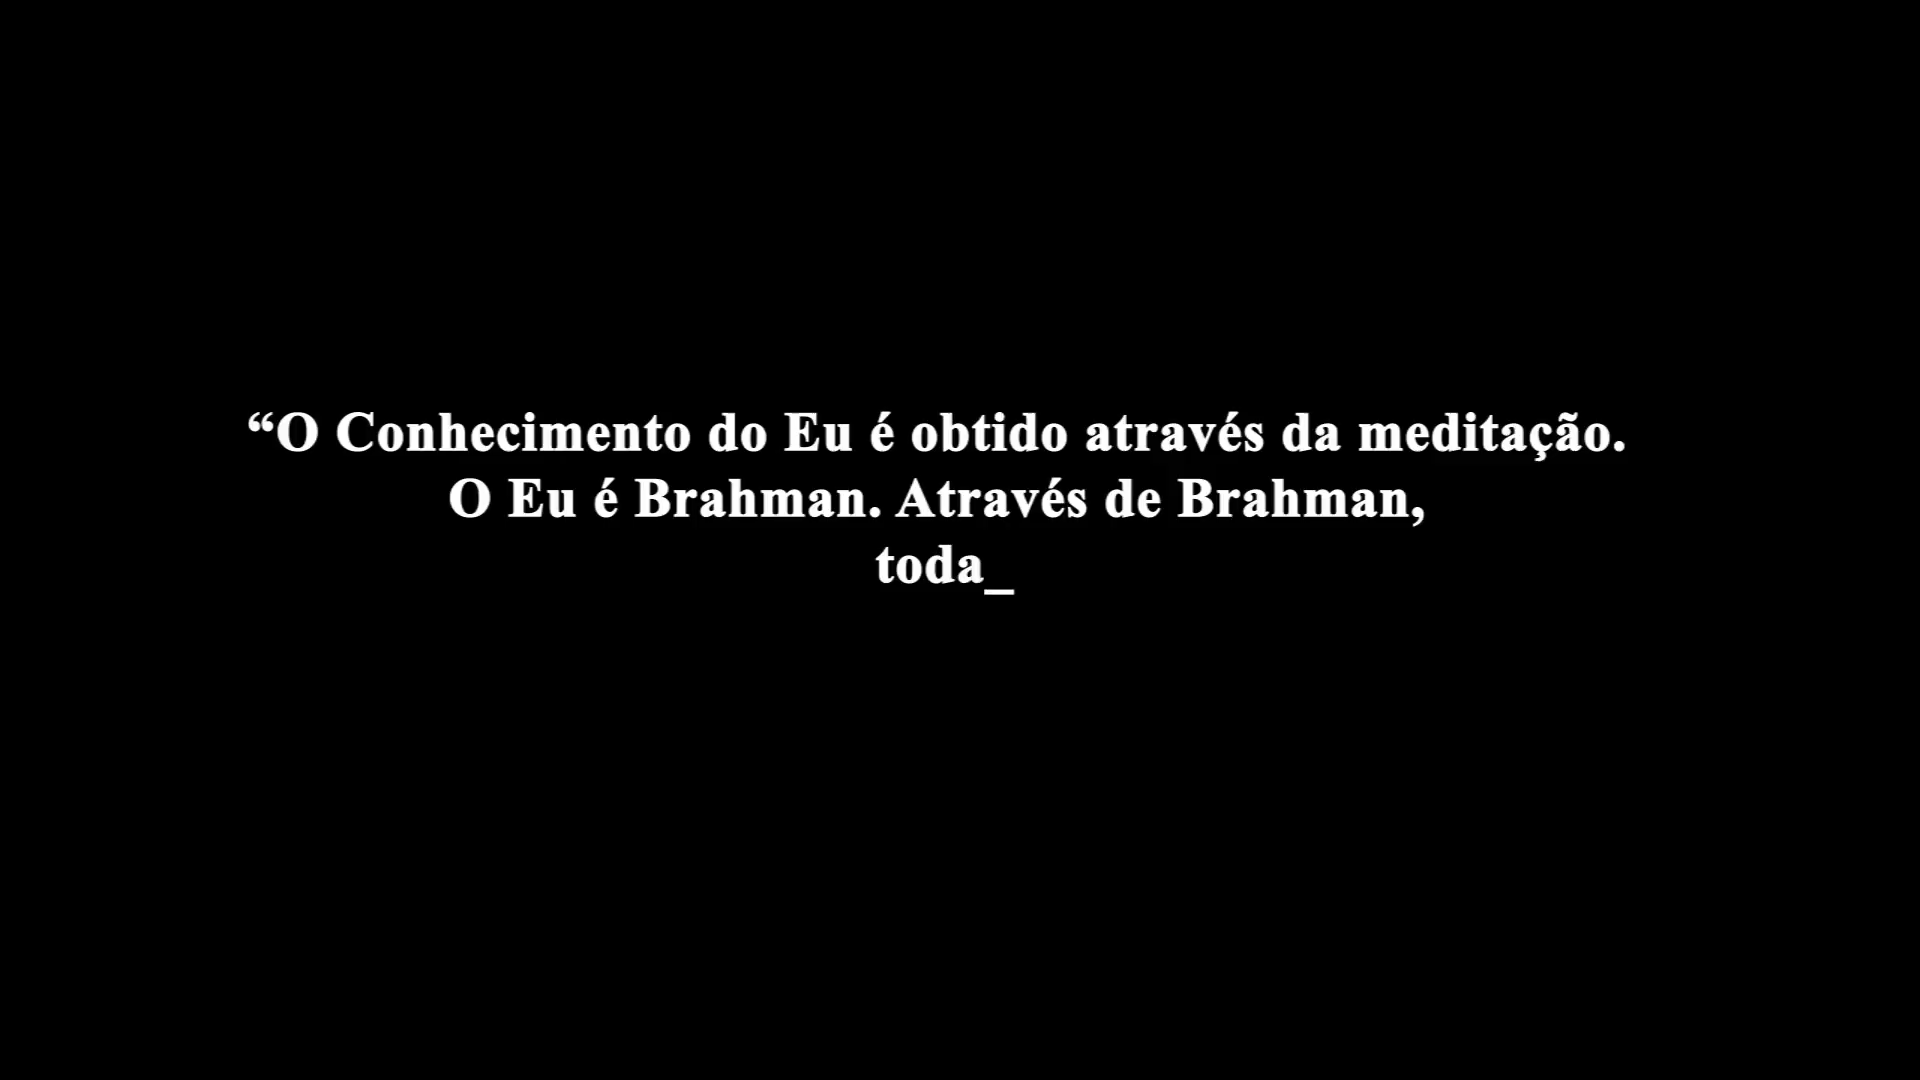 “O Conhecimento do Eu é obtido através da meditação.
O Eu é Brahman. Através de Brahman,
toda_